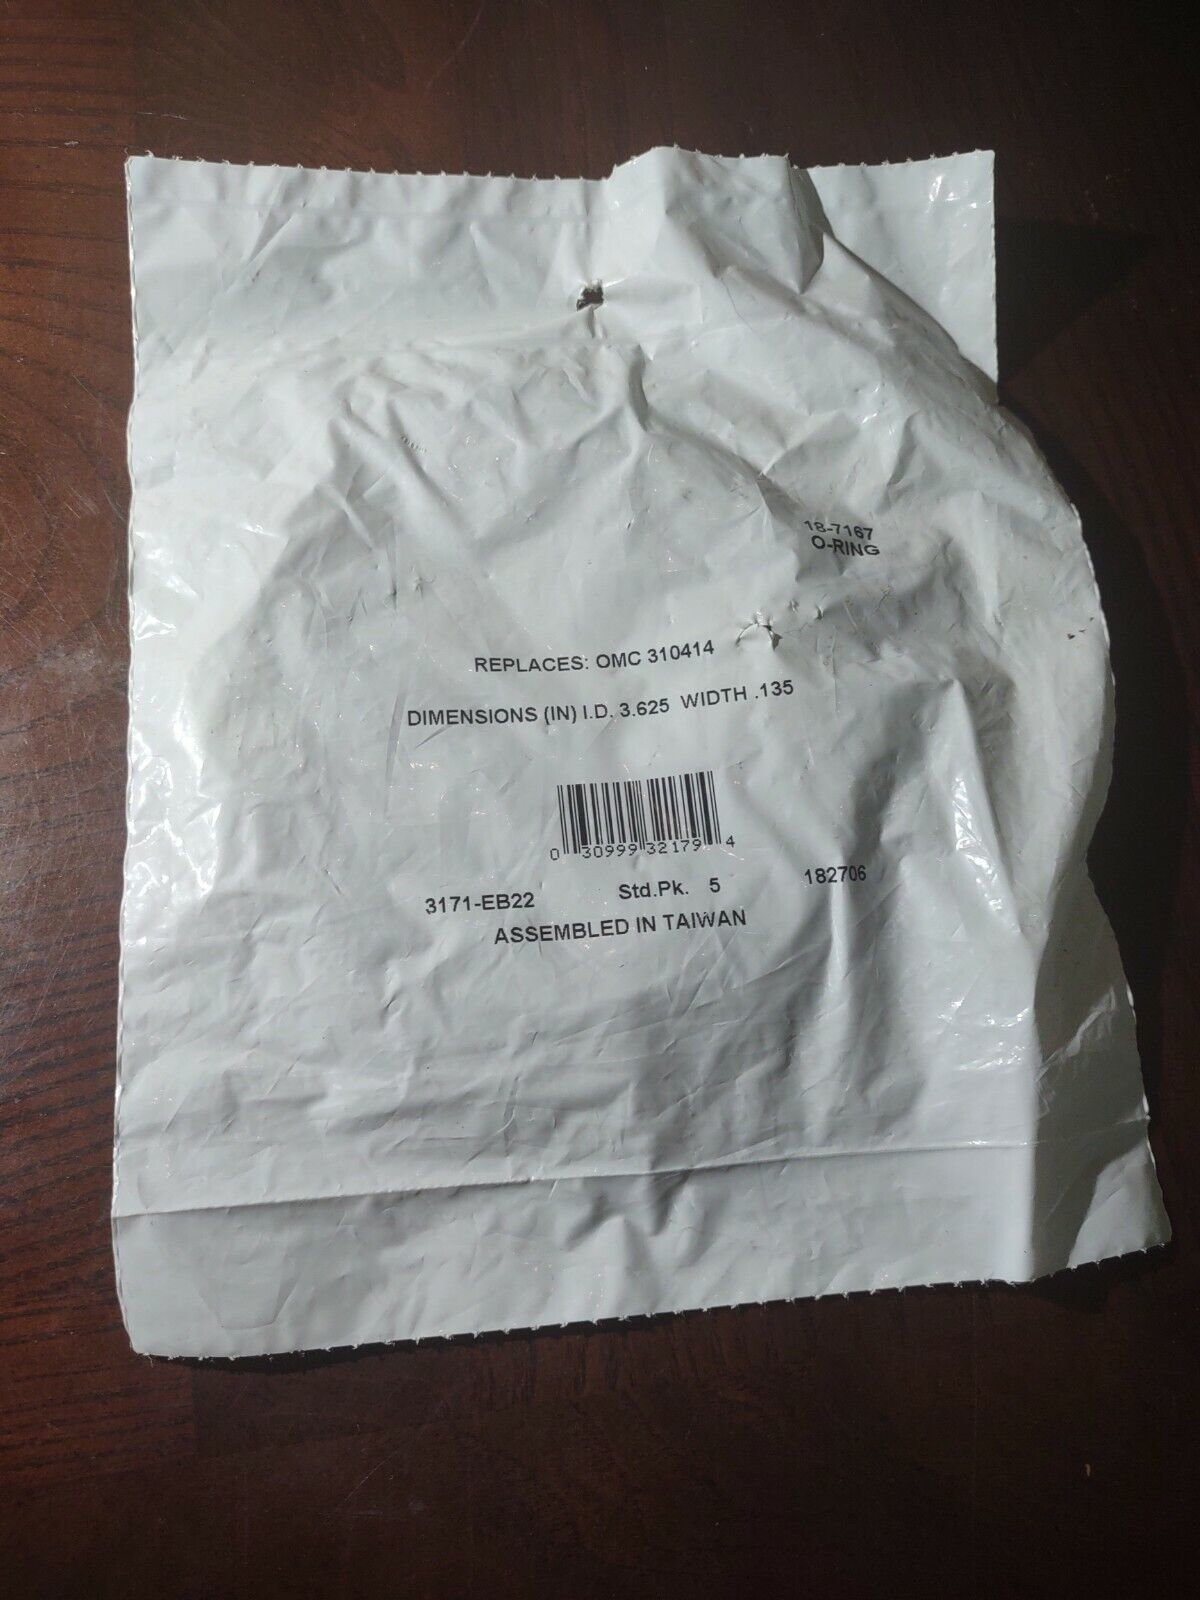 18-7167
O-RING
REPLACES: OMC 310414
DIMENSIONS (IN) I.D. 3.625 WIDTH .135
0 30999 32179 4
3171-EB22 Std.Pk. 5 182706
ASSEMBLED IN TAIWAN